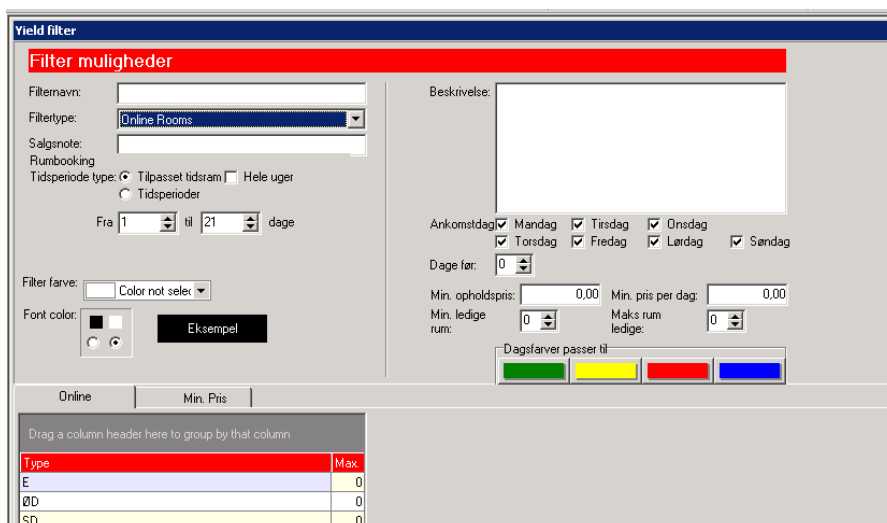 Yield filter
Filter muligheder
Filternavn:
Filtertype: Online Rooms
Salgsnote:
Rumbooking
Tidsperiode type: Tilpasset tidsram Hele uger
Tidsperioder
Fra 1 til 21 dage
Filter farve: Color not selec
Font color: Eksempel
Beskrivelse:
Ankomstdag Mandag Tirsdag Onsdag
Torsdag Fredag Lørdag Søndag
Dage før: 0
Min. opholdspris: 0,00 Min. pris per dag: 0,00
Min. ledige rum: 0 Maks rum ledige: 0
Dagsfarver passer til
Online Min. Pris
Drag a column header here to group by that column
Type Max.
E 0
ØD 0
SD 0